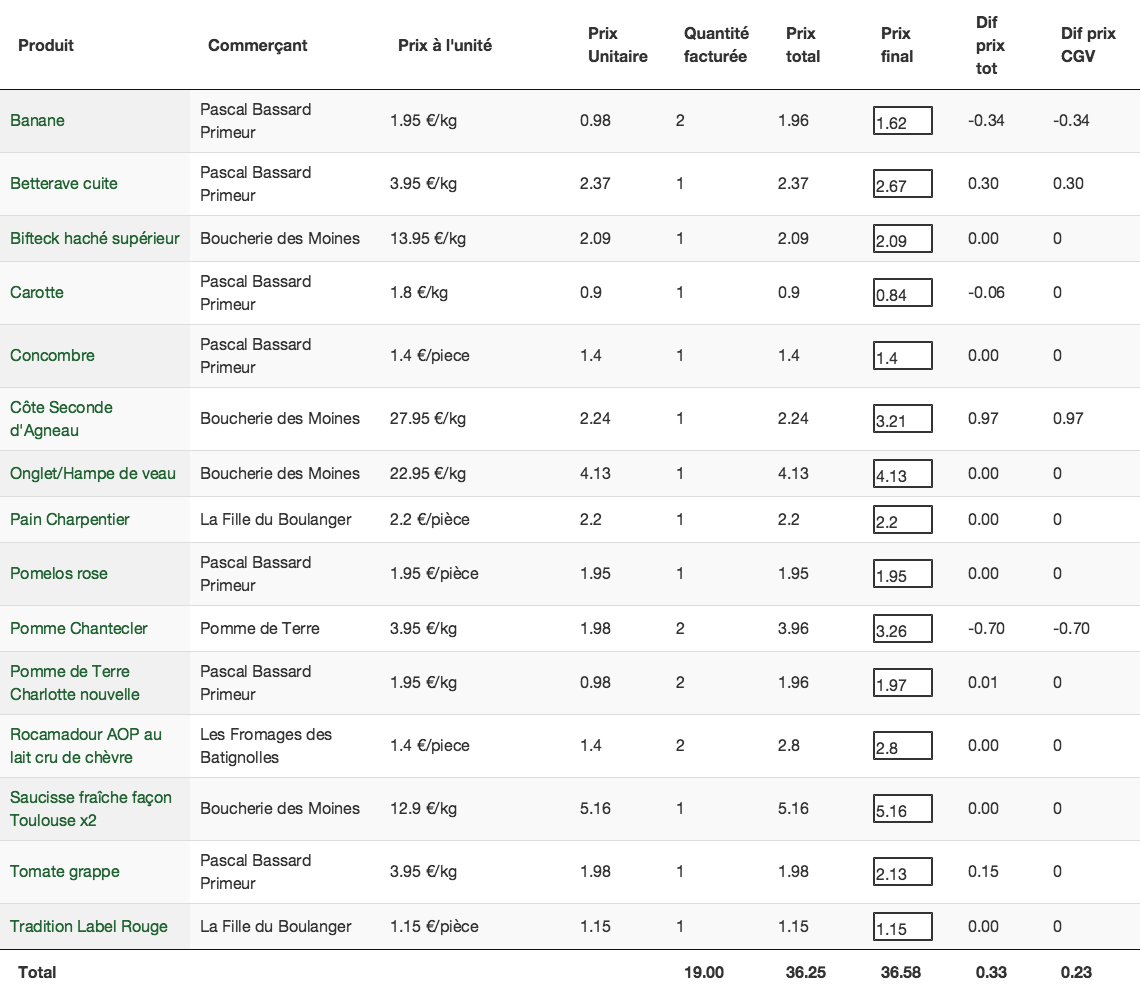 Produit Commerçant Prix à l'unité Prix Unitaire Quantité facturée Prix total Prix final Dif prix tot Dif prix CGV
Banane Pascal Bassard Primeur 1.95 €/kg 0.98 2 1.96 1.62 -0.34 -0.34
Betterave cuite Pascal Bassard Primeur 3.95 €/kg 2.37 1 2.37 2.67 0.30 0.30
Bifteck haché supérieur Boucherie des Moines 13.95 €/kg 2.09 1 2.09 2.09 0.00 0
Carotte Pascal Bassard Primeur 1.8 €/kg 0.9 1 0.9 0.84 -0.06 0
Concombre Pascal Bassard Primeur 1.4 €/piece 1.4 1 1.4 1.4 0.00 0
Côte Seconde d'Agneau Boucherie des Moines 27.95 €/kg 2.24 1 2.24 3.21 0.97 0.97
Onglet/Hampe de veau Boucherie des Moines 22.95 €/kg 4.13 1 4.13 4.13 0.00 0
Pain Charpentier La Fille du Boulanger 2.2 €/pièce 2.2 1 2.2 2.2 0.00 0
Pomelos rose Pascal Bassard Primeur 1.95 €/pièce 1.95 1 1.95 1.95 0.00 0
Pomme Chantecler Pomme de Terre 3.95 €/kg 1.98 2 3.96 3.26 -0.70 -0.70
Pomme de Terre Charlotte nouvelle Pascal Bassard Primeur 1.95 €/kg 0.98 2 1.96 1.97 0.01 0
Rocamadour AOP au lait cru de chèvre Les Fromages des Batignolles 1.4 €/piece 1.4 2 2.8 2.8 0.00 0
Saucisse fraîche façon Toulouse x2 Boucherie des Moines 12.9 €/kg 5.16 1 5.16 5.16 0.00 0
Tomate grappe Pascal Bassard Primeur 3.95 €/kg 1.98 1 1.98 2.13 0.15 0
Tradition Label Rouge La Fille du Boulanger 1.15 €/pièce 1.15 1 1.15 1.15 0.00 0
Total 19.00 36.25 36.58 0.33 0.23